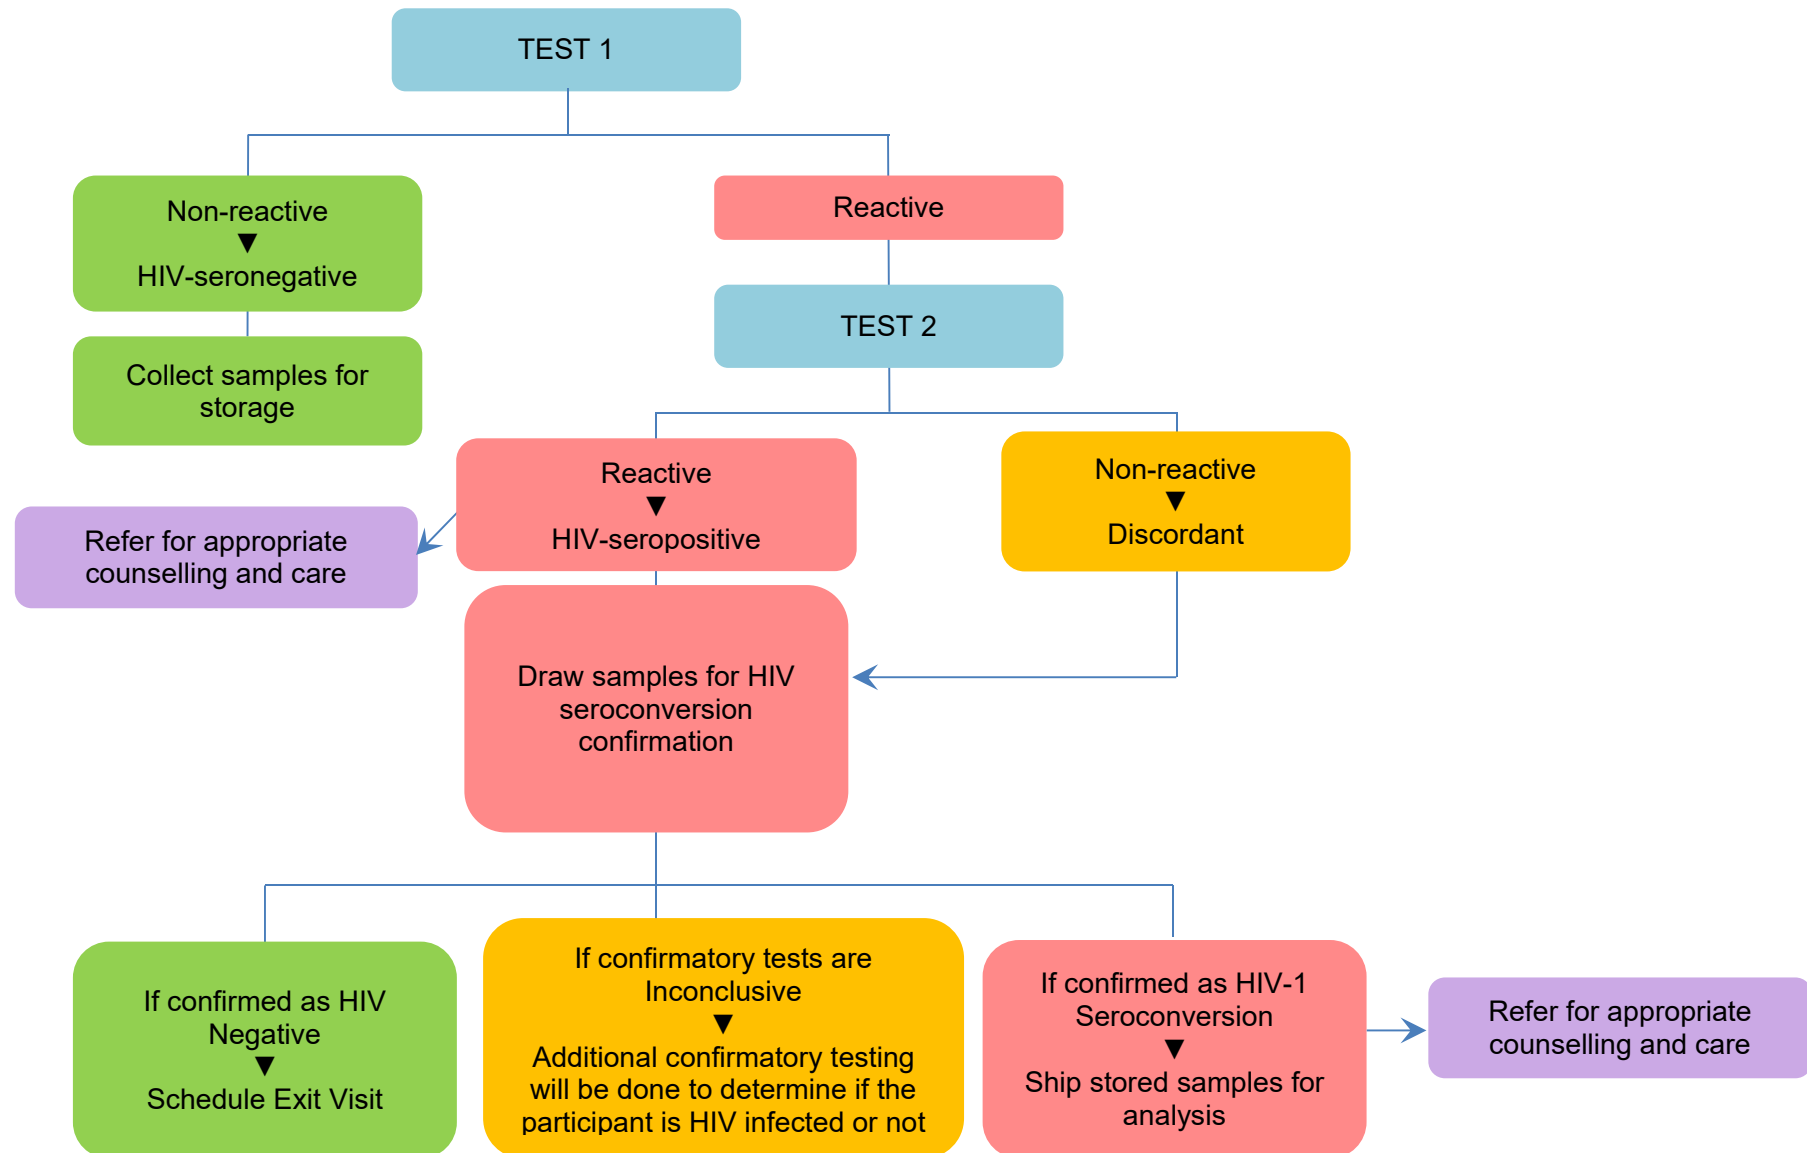 TEST 1
Non-reactive
▼
HIV-seronegative
Reactive
TEST 2
Collect samples for
storage
Reactive
▼
HIV-seropositive
Non-reactive
▼
Discordant
Refer for appropriate
counselling and care
Draw samples for HIV
seroconversion
confirmation
If confirmed as HIV
Negative
▼
Schedule Exit Visit
If confirmatory tests are
Inconclusive
▼
Additional confirmatory testing
will be done to determine if the
participant is HIV infected or not
If confirmed as HIV-1
Seroconversion
▼
Ship stored samples for
analysis
Refer for appropriate
counselling and care